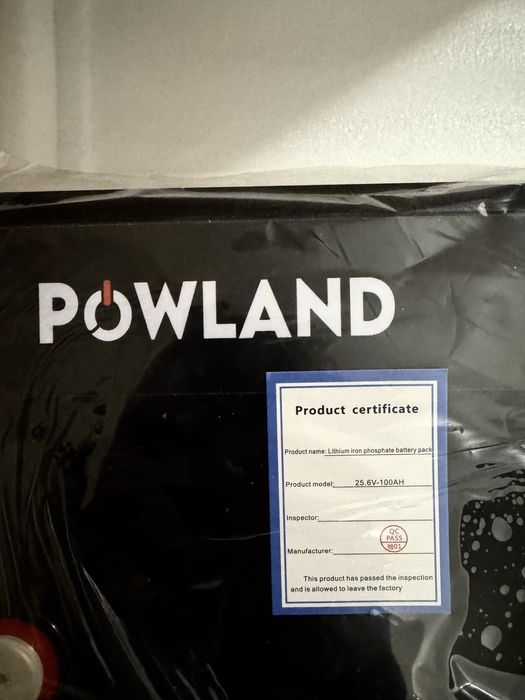 POWLAND
Product certificate
Product name: Lithium iron phosphate battery pack
Product model: 25.6V-100AH
Inspector:
QC
PASS
Manufacturer:
This product has passed the inspection
and is allowed to leave the factory